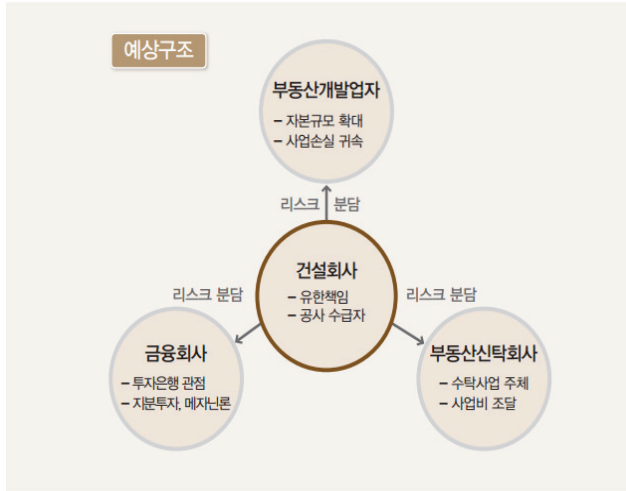 예상구조
부동산개발업자
– 자본규모 확대
– 사업손실 귀속
리스크 분담
건설회사
– 유한책임
– 공사 수급자
리스크 분담
리스크 분담
금융회사
– 투자은행 관점
– 지분투자, 메자닌론
부동산신탁회사
– 수탁사업 주체
– 사업비 조달